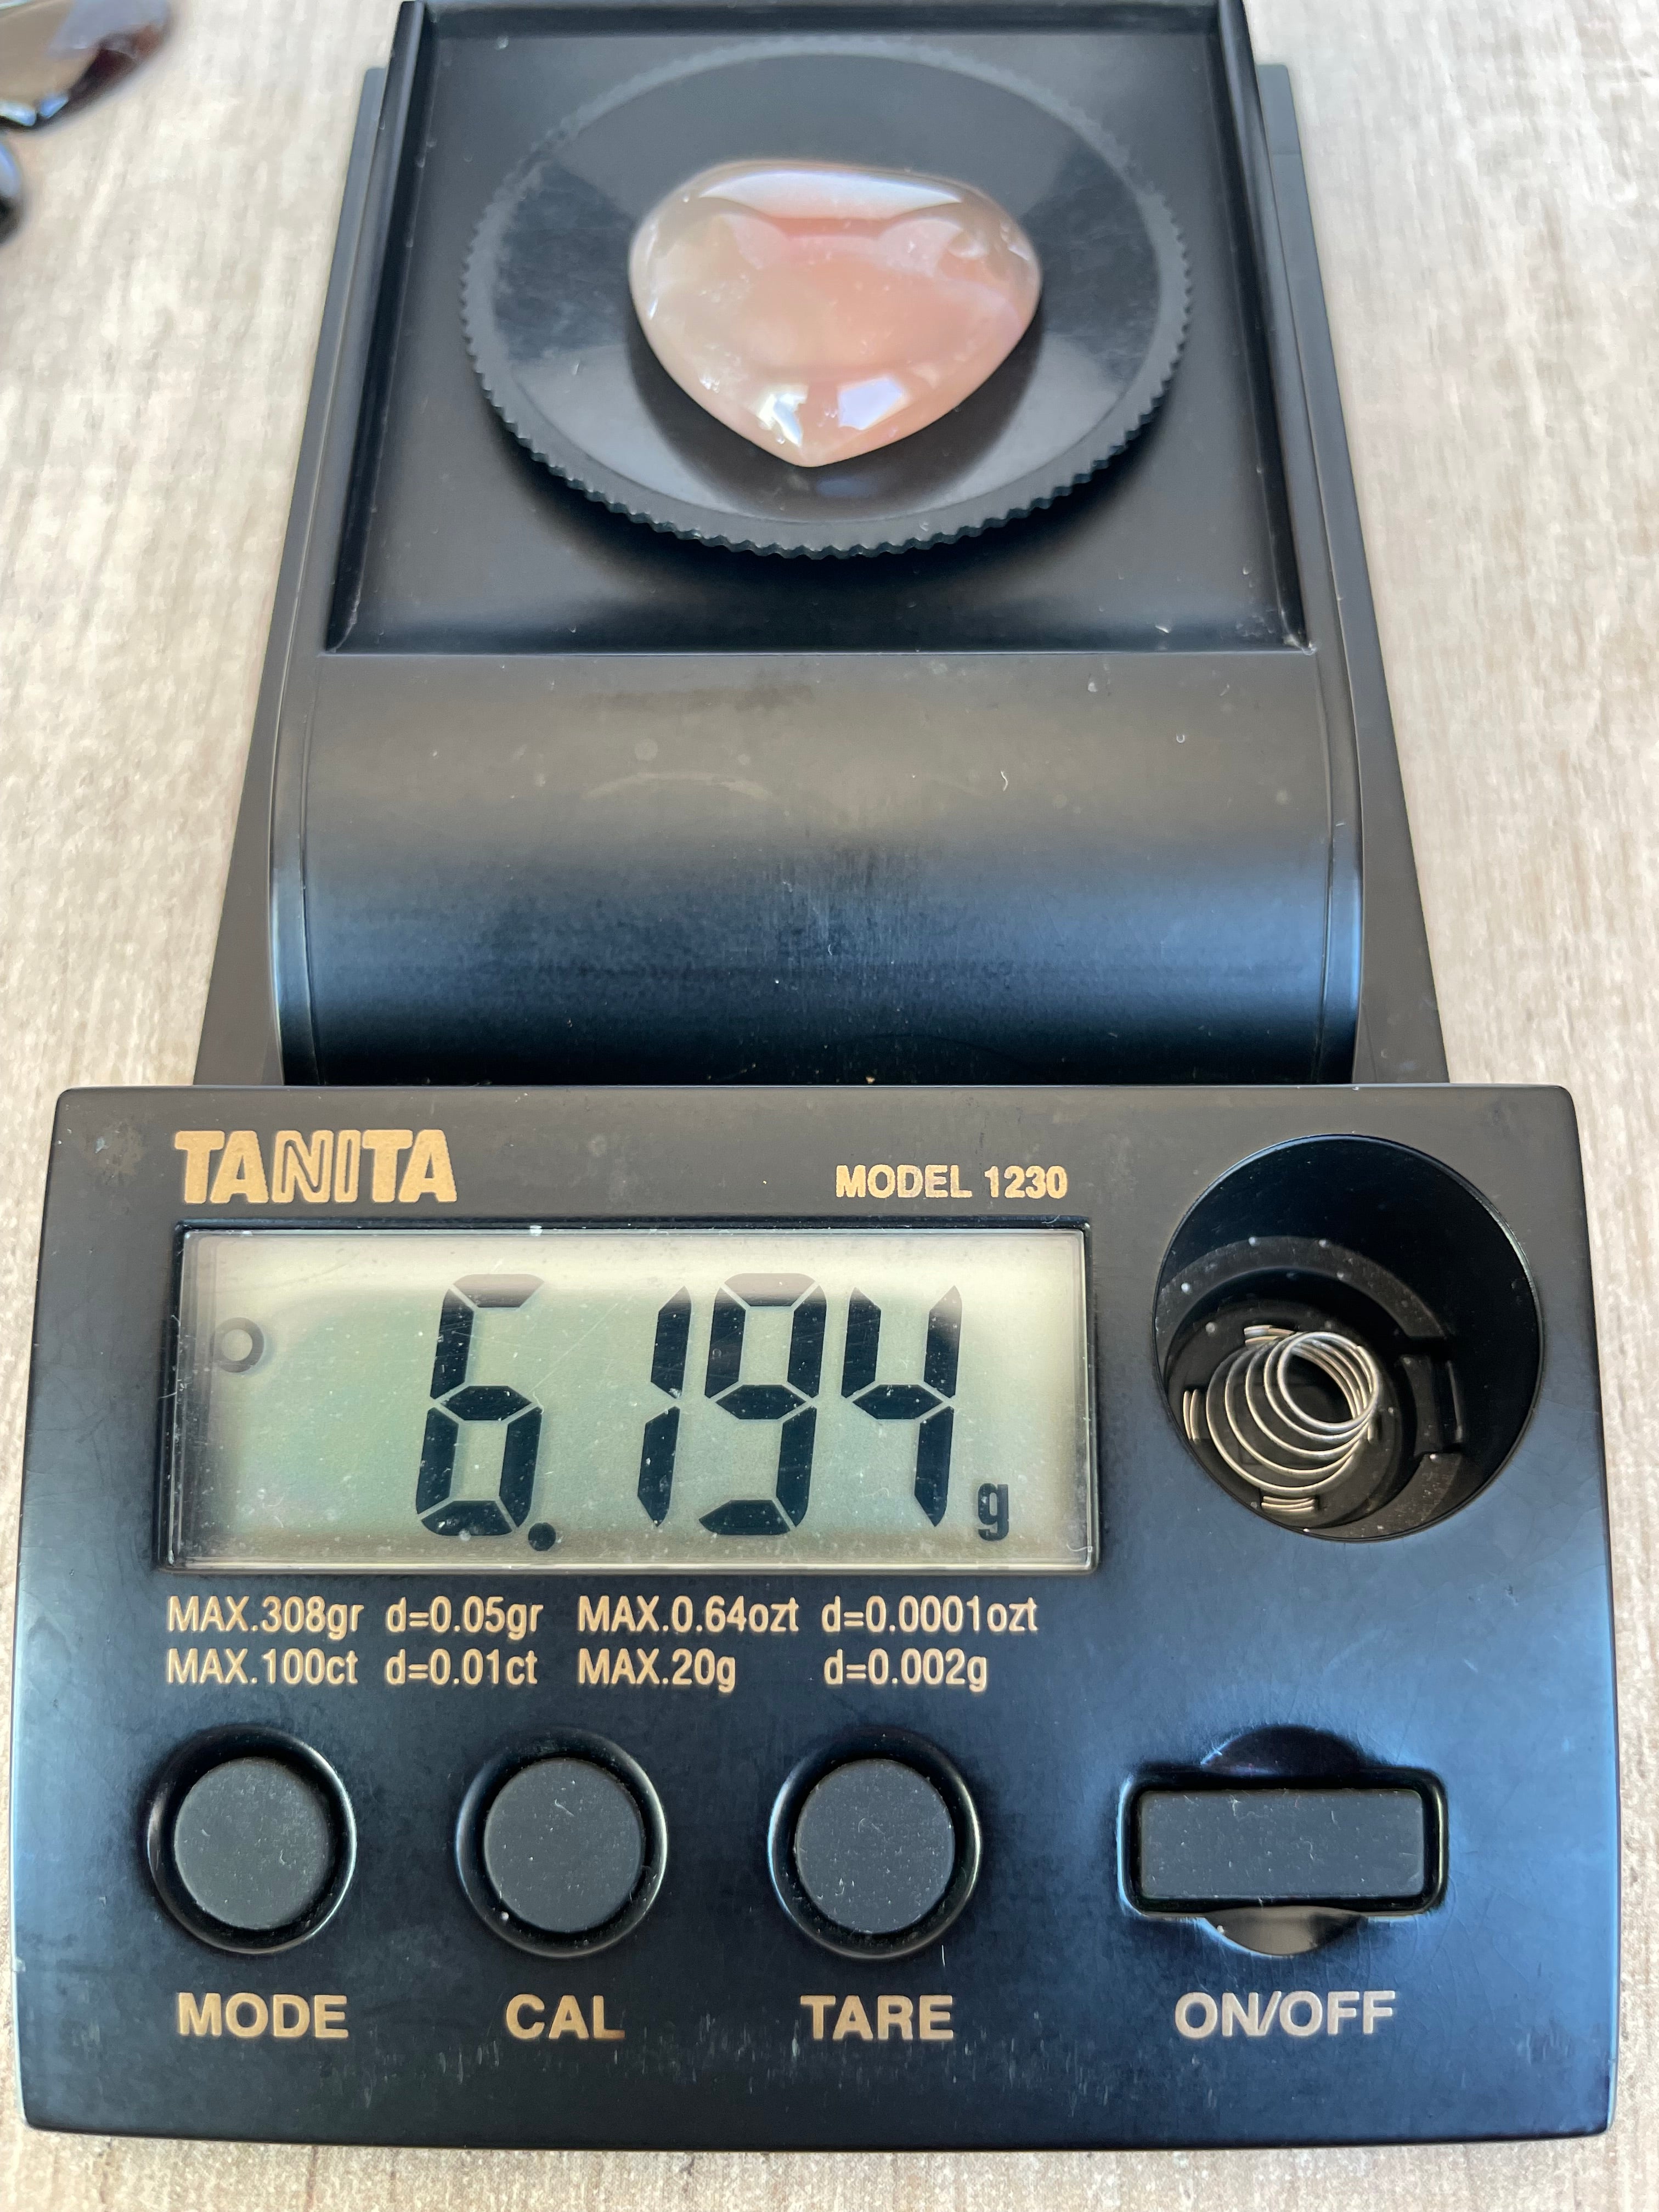 TANITA
MODEL 1230
6.194 g
MAX.308gr d=0.05gr MAX.0.64ozt d=0.0001ozt
MAX.100ct d=0.01ct MAX.20g d=0.002g
MODE CAL TARE ON/OFF